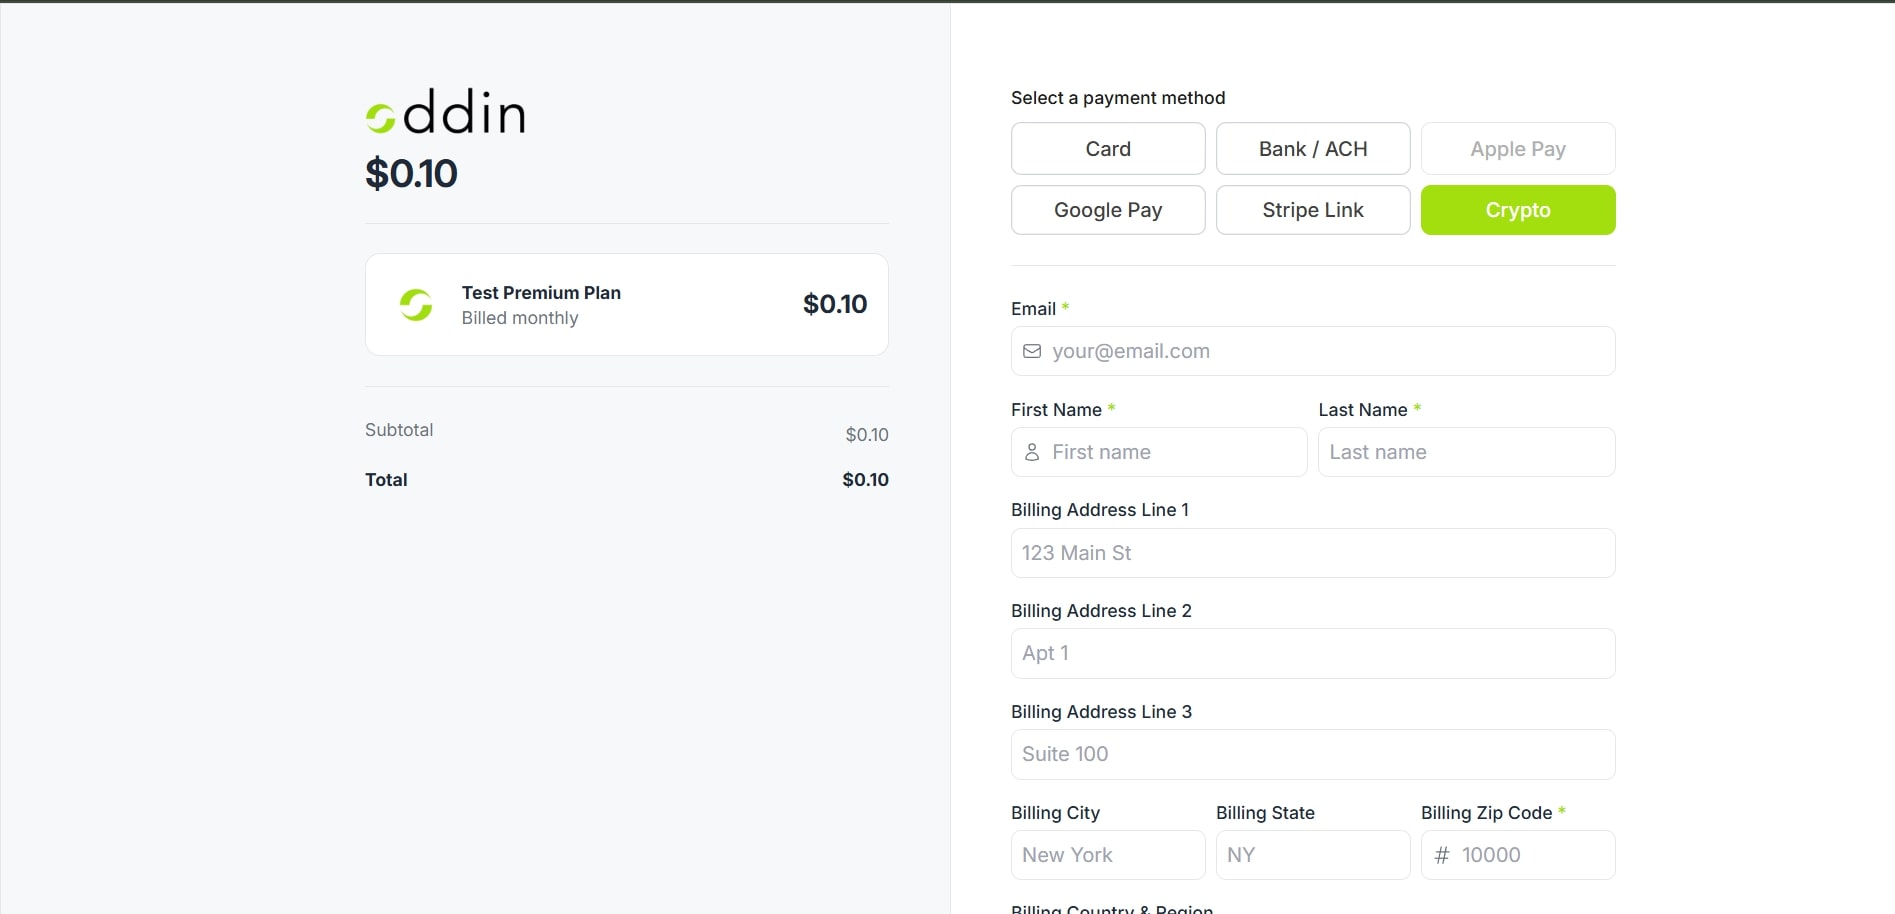 oddin
$0.10
Test Premium Plan
Billed monthly
$0.10
Subtotal
$0.10
Total
$0.10
Select a payment method
Card
Bank / ACH
Apple Pay
Google Pay
Stripe Link
Crypto
Email *
your@email.com
First Name *
Last Name *
First name
Last name
Billing Address Line 1
123 Main St
Billing Address Line 2
Apt 1
Billing Address Line 3
Suite 100
Billing City
Billing State
Billing Zip Code *
New York
NY
# 10000
Billing Country & Region